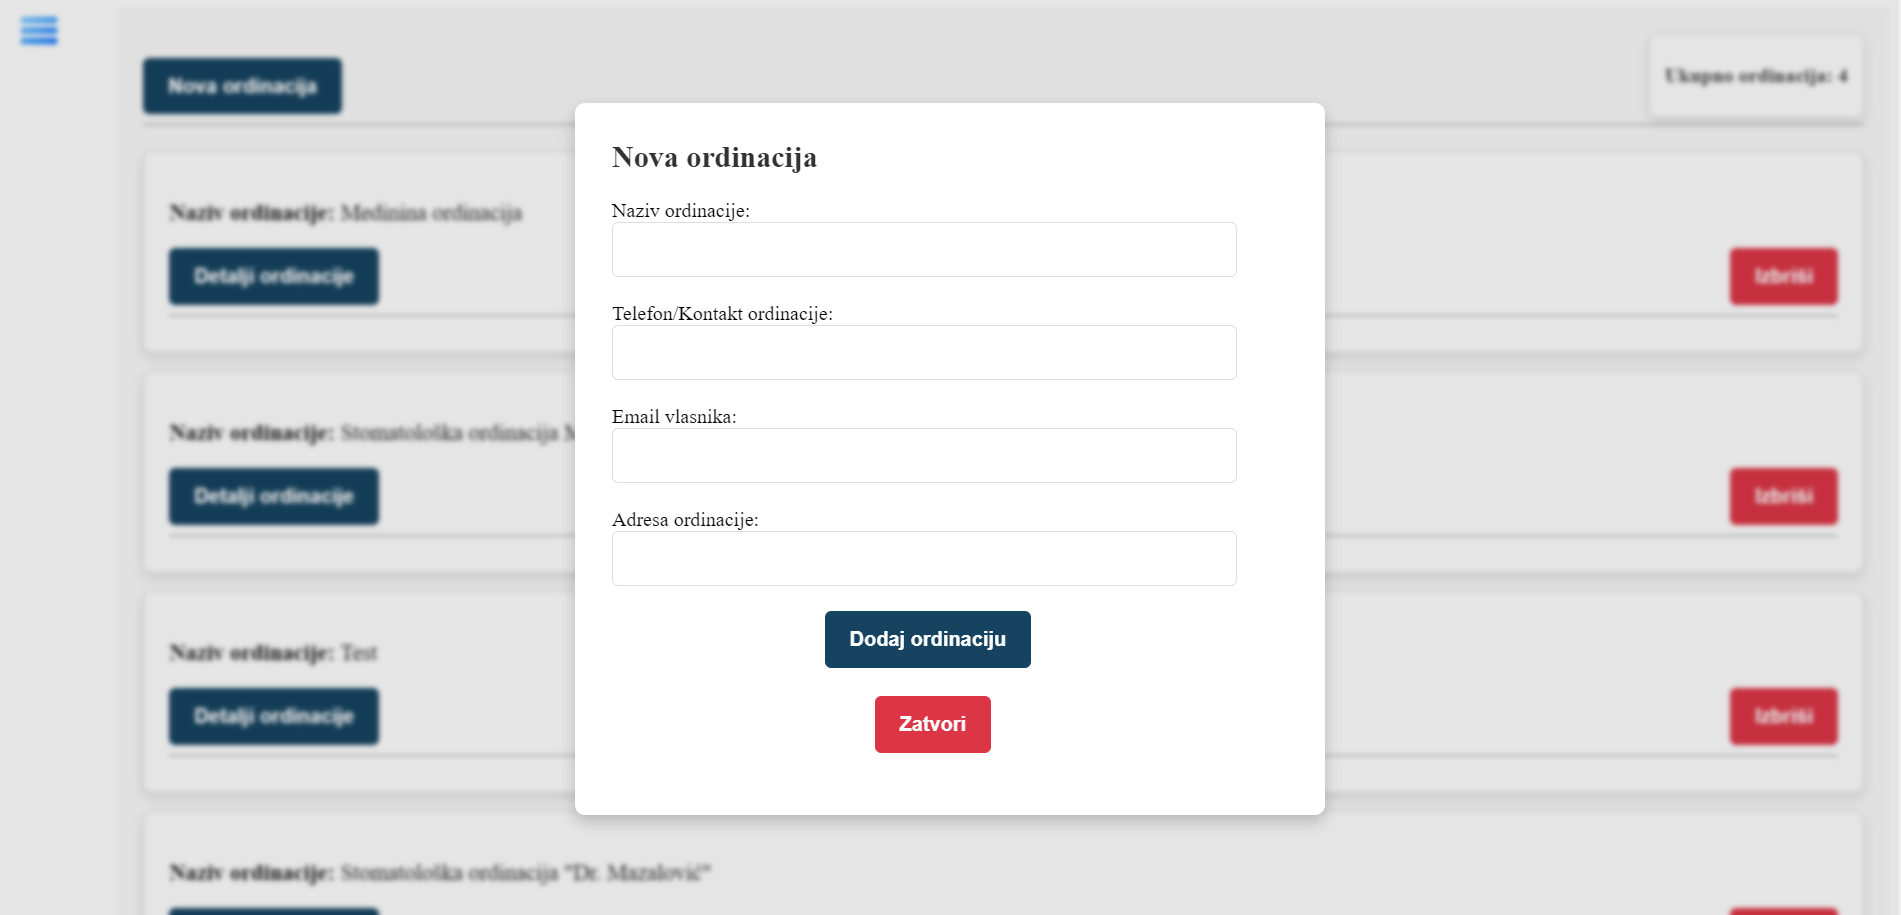 Nova ordinacija
Ukupno ordinacija: 4
Naziv ordinacije: Medinina ordinacija
Detalji ordinacije
Izbriši
Naziv ordinacije: Stomatološka ordinacija
Detalji ordinacije
Izbriši
Naziv ordinacije: Test
Detalji ordinacije
Izbriši
Naziv ordinacije: Stomatološka ordinacija "Dr. Mazalović"
Nova ordinacija
Naziv ordinacije:
Telefon/Kontakt ordinacije:
Email vlasnika:
Adresa ordinacije:
Dodaj ordinaciju
Zatvori